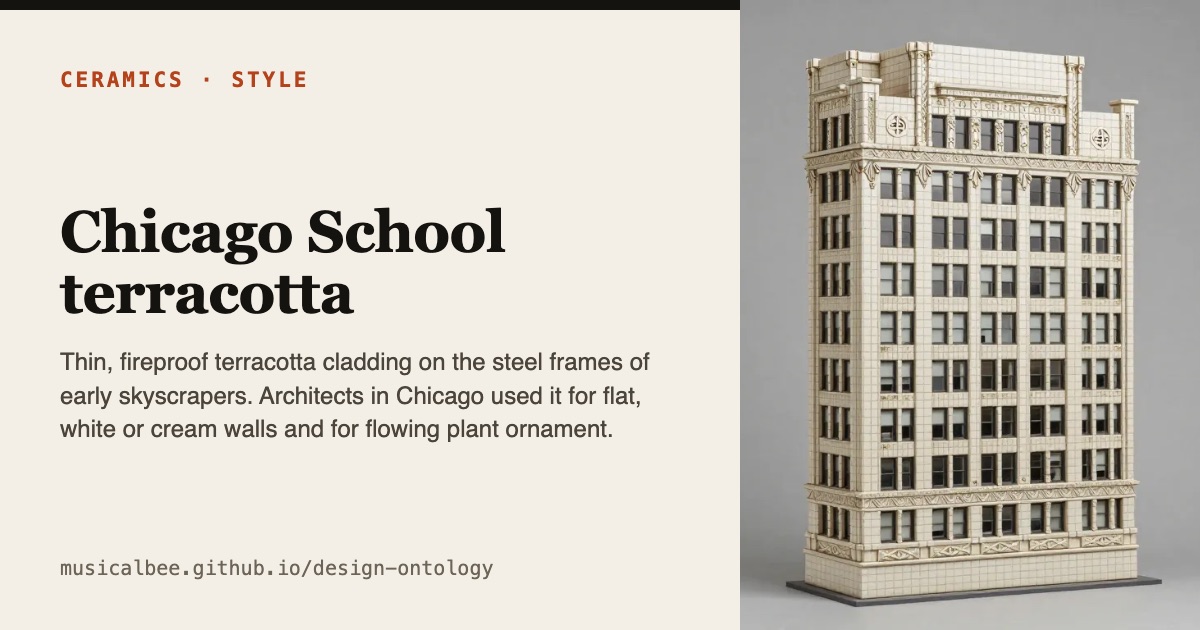 CERAMICS · STYLE
Chicago School
terracotta
Thin, fireproof terracotta cladding on the steel frames of
early skyscrapers. Architects in Chicago used it for flat,
white or cream walls and for flowing plant ornament.
musicalbee.github.io/design-ontology